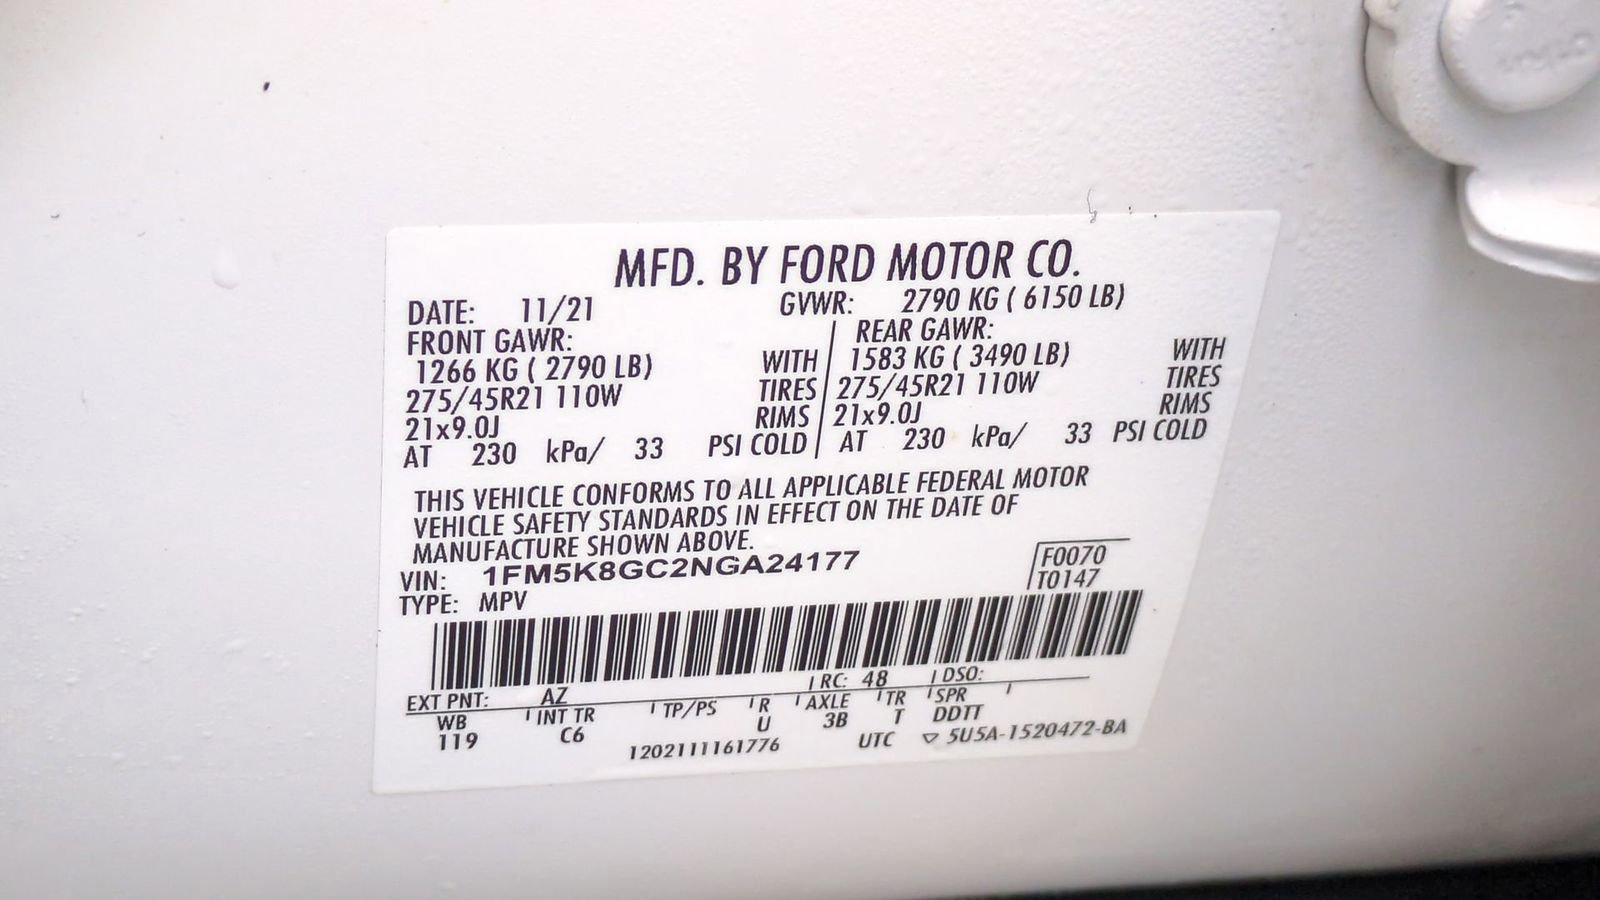 MFD. BY FORD MOTOR CO.
DATE: 11/21 GVWR: 2790 KG ( 6150 LB)
FRONT GAWR: REAR GAWR:
1266 KG ( 2790 LB) WITH 1583 KG ( 3490 LB) WITH
275/45R21 110W TIRES 275/45R21 110W TIRES
21x9.0J RIMS 21x9.0J RIMS
AT 230 kPa/ 33 PSI COLD AT 230 kPa/ 33 PSI COLD
THIS VEHICLE CONFORMS TO ALL APPLICABLE FEDERAL MOTOR
VEHICLE SAFETY STANDARDS IN EFFECT ON THE DATE OF
MANUFACTURE SHOWN ABOVE.
VIN: 1FM5K8GC2NGA24177 F0070
TYPE: MPV T0147
EXT PNT: AZ RC: 48 DSO:
WB INT TR TP/PS R AXLE TR SPR
119 C6 U 3B T DDTT
1202111161776 UTC ▽ 5U5A-1520472-BA